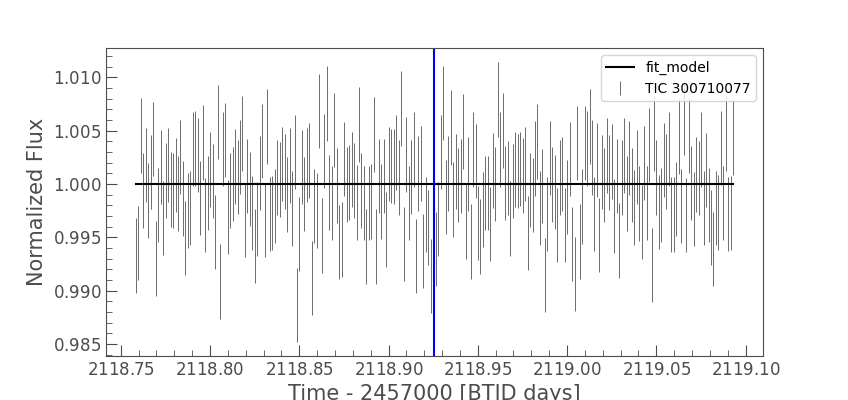 fit_model
TIC 300710077
Normalized Flux
1.010
1.005
1.000
0.995
0.990
0.985
2118.75 2118.80 2118.85 2118.90 2118.95 2119.00 2119.05 2119.10
Time - 2457000 [BTJD days]